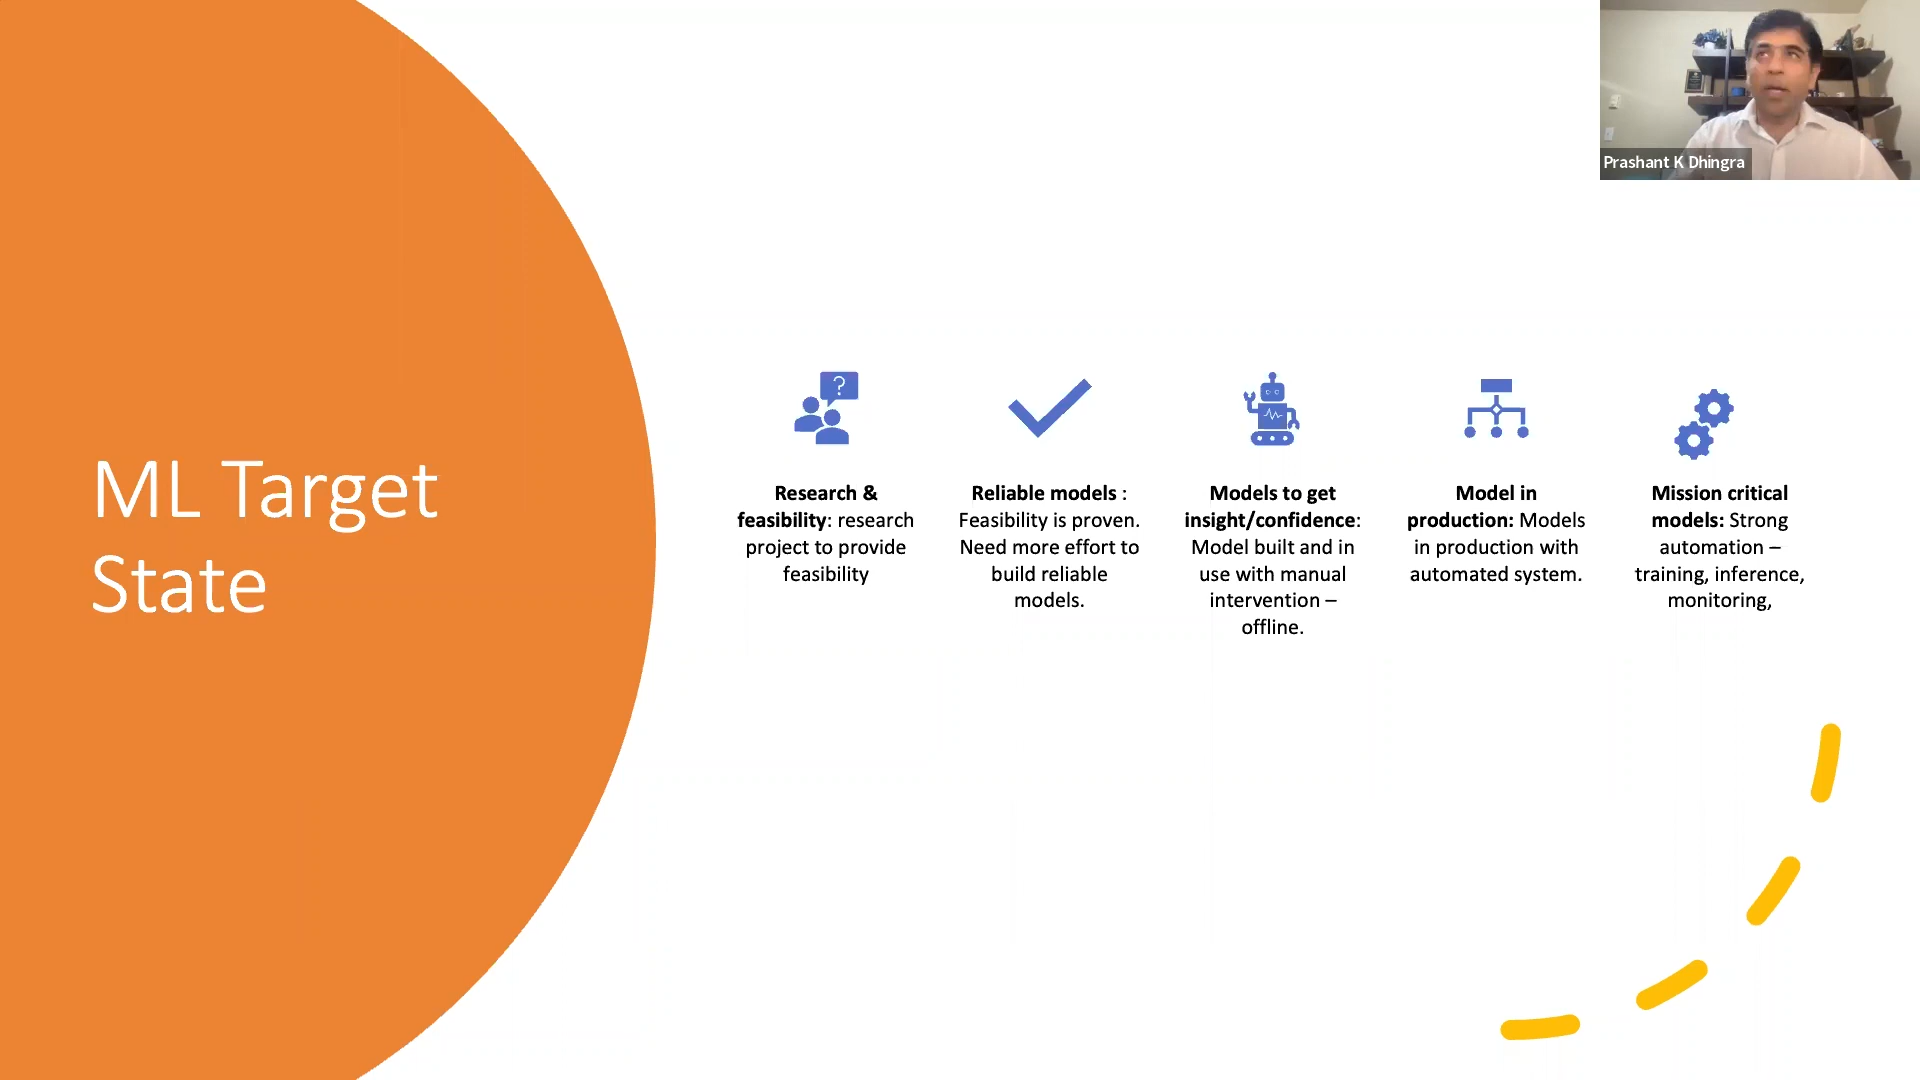 Prashant K Dhingra
ML Target
State
?
Research &
feasibility: research
project to provide
feasibility
Reliable models :
Feasibility is proven.
Need more effort to
build reliable
models.
Models to get
insight/confidence:
Model built and in
use with manual
intervention –
offline.
Model in
production: Models
in production with
automated system.
Mission critical
models: Strong
automation –
training, inference,
monitoring,